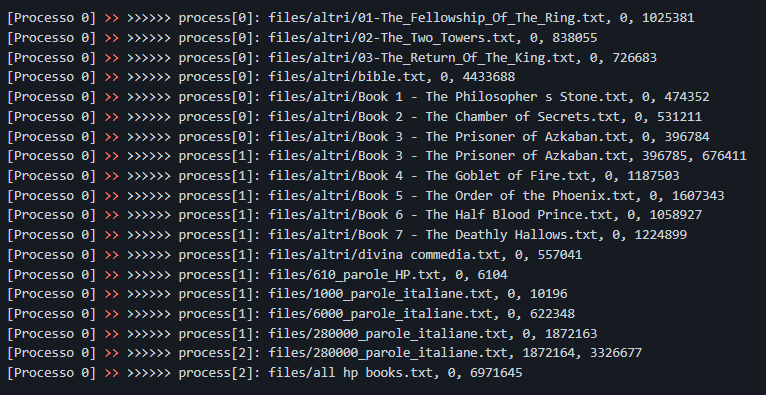 [Processo 0] >> >>>>>> process[0]: files/altri/01-The_Fellowship_Of_The_Ring.txt, 0, 1025381
[Processo 0] >> >>>>>> process[0]: files/altri/02-The_Two_Towers.txt, 0, 838055
[Processo 0] >> >>>>>> process[0]: files/altri/03-The_Return_Of_The_King.txt, 0, 726683
[Processo 0] >> >>>>>> process[0]: files/altri/bible.txt, 0, 4433688
[Processo 0] >> >>>>>> process[0]: files/altri/Book 1 - The Philosopher s Stone.txt, 0, 474352
[Processo 0] >> >>>>>> process[0]: files/altri/Book 2 - The Chamber of Secrets.txt, 0, 531211
[Processo 0] >> >>>>>> process[0]: files/altri/Book 3 - The Prisoner of Azkaban.txt, 0, 396784
[Processo 0] >> >>>>>> process[1]: files/altri/Book 3 - The Prisoner of Azkaban.txt, 396785, 676411
[Processo 0] >> >>>>>> process[1]: files/altri/Book 4 - The Goblet of Fire.txt, 0, 1187503
[Processo 0] >> >>>>>> process[1]: files/altri/Book 5 - The Order of the Phoenix.txt, 0, 1607343
[Processo 0] >> >>>>>> process[1]: files/altri/Book 6 - The Half Blood Prince.txt, 0, 1058927
[Processo 0] >> >>>>>> process[1]: files/altri/Book 7 - The Deathly Hallows.txt, 0, 1224899
[Processo 0] >> >>>>>> process[1]: files/altri/divina commedia.txt, 0, 557041
[Processo 0] >> >>>>>> process[1]: files/610_parole_HP.txt, 0, 6104
[Processo 0] >> >>>>>> process[1]: files/1000_parole_italiane.txt, 0, 10196
[Processo 0] >> >>>>>> process[1]: files/6000_parole_italiane.txt, 0, 622348
[Processo 0] >> >>>>>> process[1]: files/280000_parole_italiane.txt, 0, 1872163
[Processo 0] >> >>>>>> process[2]: files/280000_parole_italiane.txt, 1872164, 3326677
[Processo 0] >> >>>>>> process[2]: files/all hp books.txt, 0, 6971645